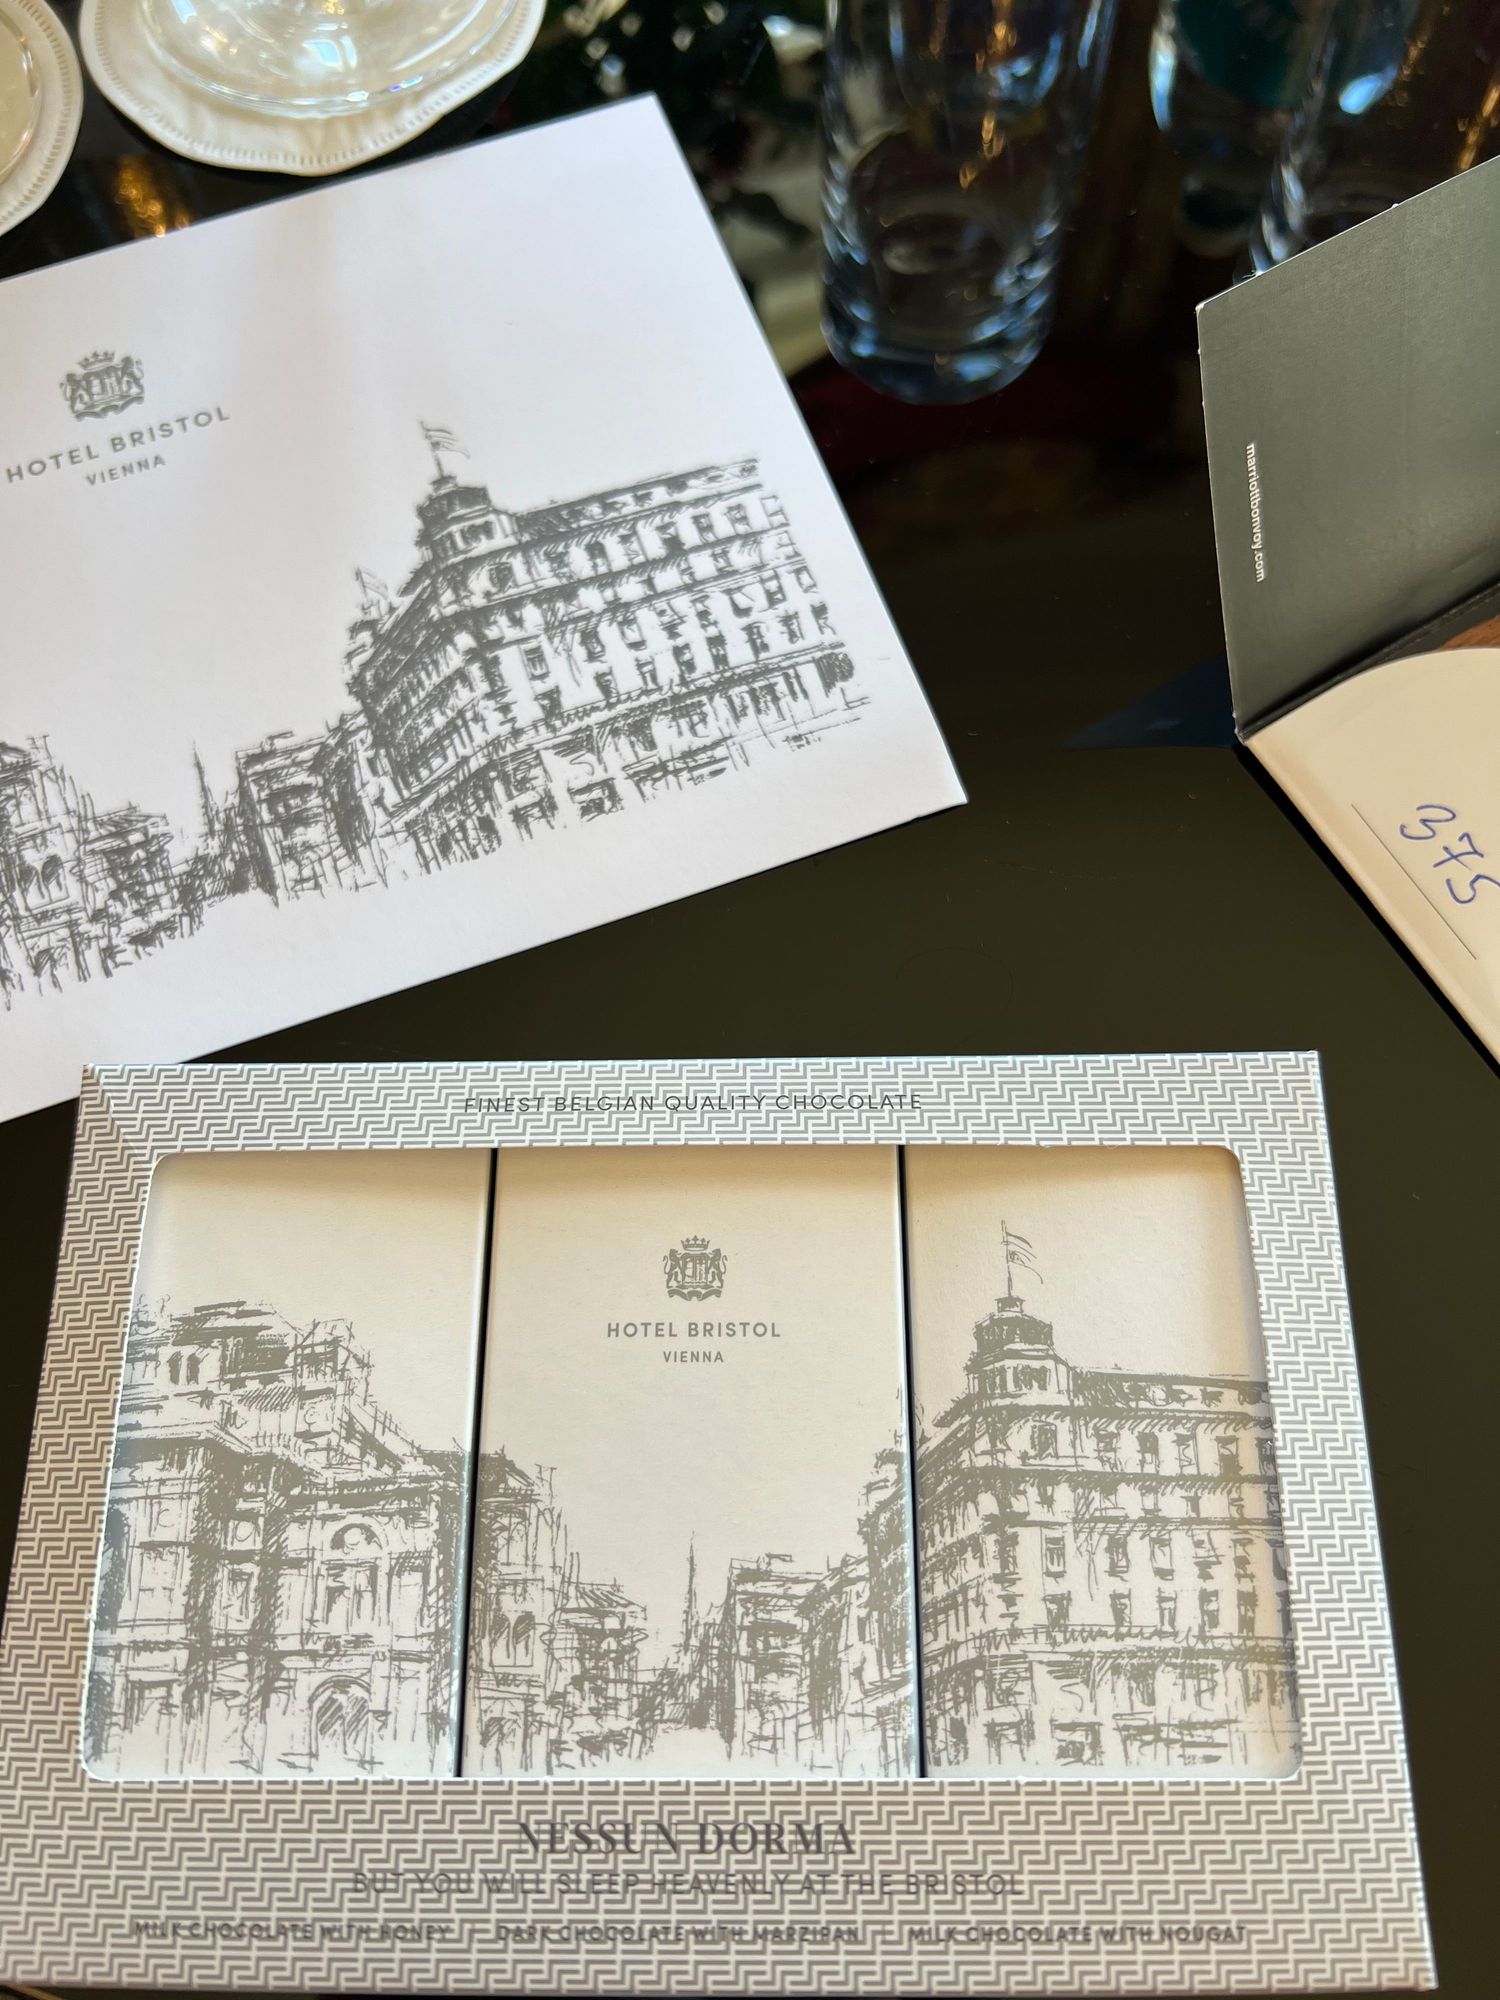 HOTEL BRISTOL
VIENNA
marriottbonvoy.com
375
FINEST BELGIAN QUALITY CHOCOLATE
HOTEL BRISTOL
VIENNA
NESSUN DORMA
BUT YOU WILL SLEEP HEAVENLY AT THE BRISTOL
MILK CHOCOLATE WITH HONEY | DARK CHOCOLATE WITH MARZIPAN | MILK CHOCOLATE WITH NOUGAT